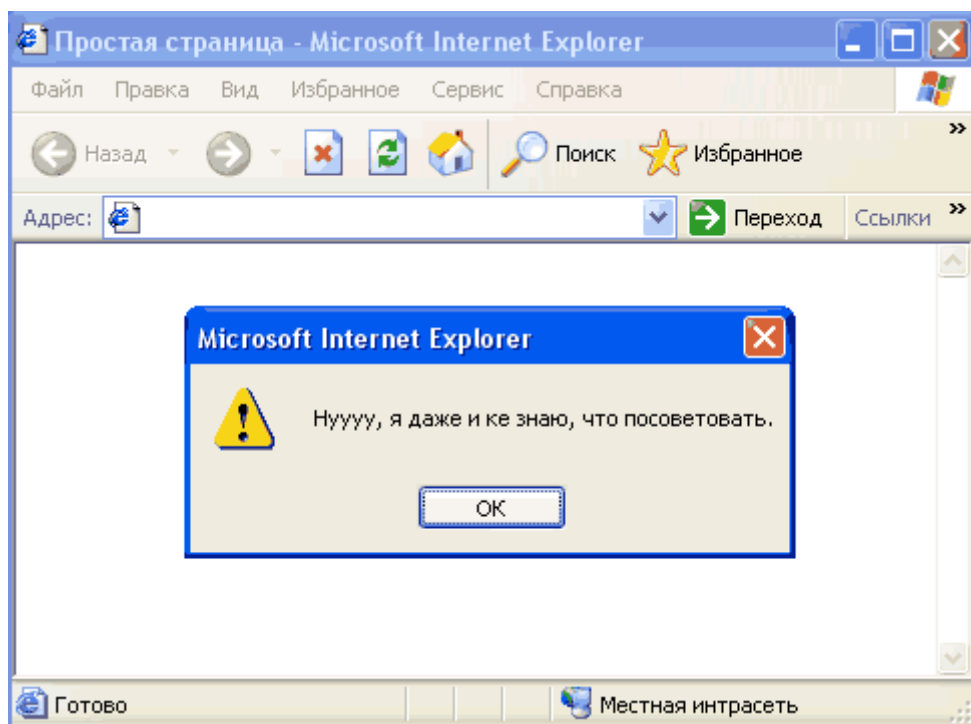 Простая страница - Microsoft Internet Explorer
Файл Правка Вид Избранное Сервис Справка
Назад Поиск Избранное »
Адрес: Переход Ссылки »
Microsoft Internet Explorer
Нуууу, я даже и ке знаю, что посоветовать.
OK
Готово Местная интрасеть